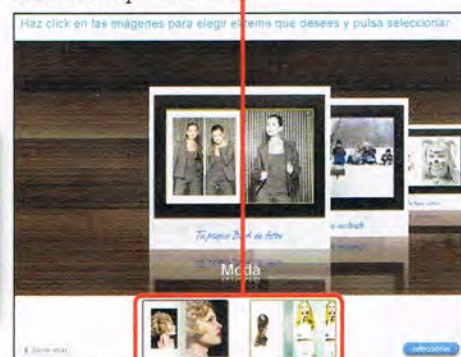 Haz click en las imágenes para elegir el tema que desees y pulsa seleccionar
Tu propio Book de fotos
Moda
seleccionar